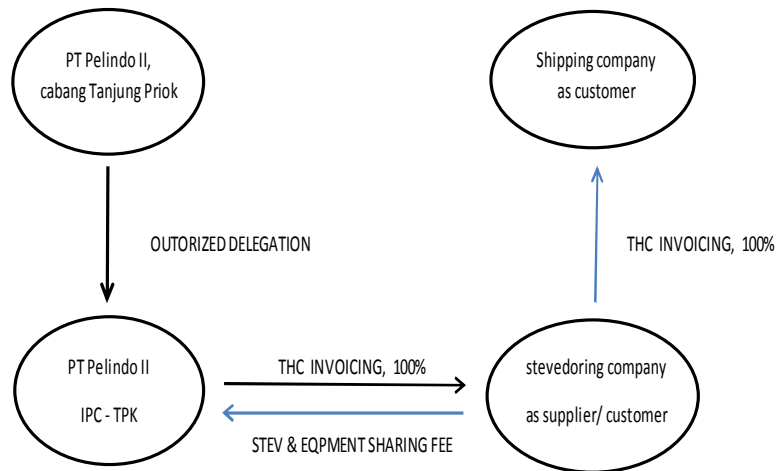 PT Pelindo II,
cabang Tanjung Priok
Shipping company
as customer
OUTORIZED DELEGATION
THC INVOICING, 100%
PT Pelindo II
IPC - TPK
THC INVOICING, 100%
STEV & EQPMENT SHARING FEE
stevedoring company
as supplier/ customer